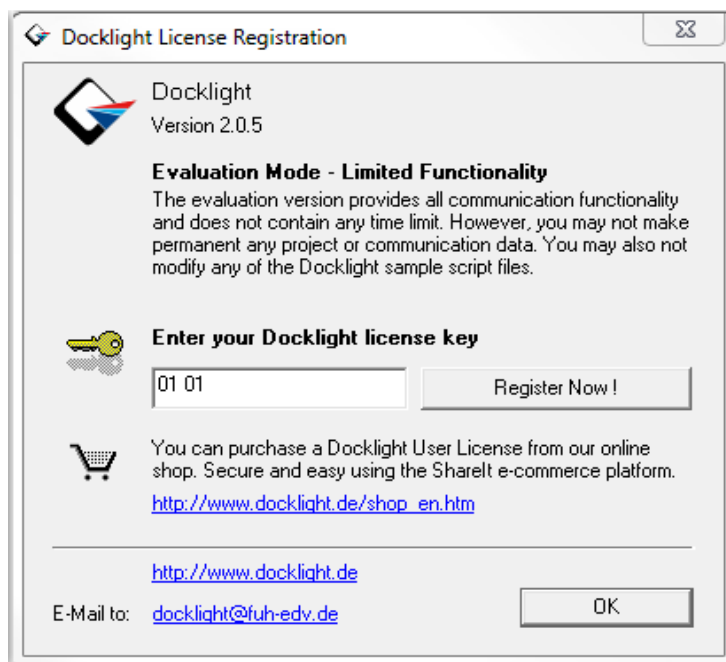 Docklight License Registration
Docklight
Version 2.0.5
Evaluation Mode - Limited Functionality
The evaluation version provides all communication functionality
and does not contain any time limit. However, you may not make
permanent any project or communication data. You may also not
modify any of the Docklight sample script files.
Enter your Docklight license key
01 01
Register Now !
You can purchase a Docklight User License from our online
shop. Secure and easy using the ShareIt e-commerce platform.
http://www.docklight.de/shop_en.htm
http://www.docklight.de
E-Mail to: docklight@fuh-edv.de
OK